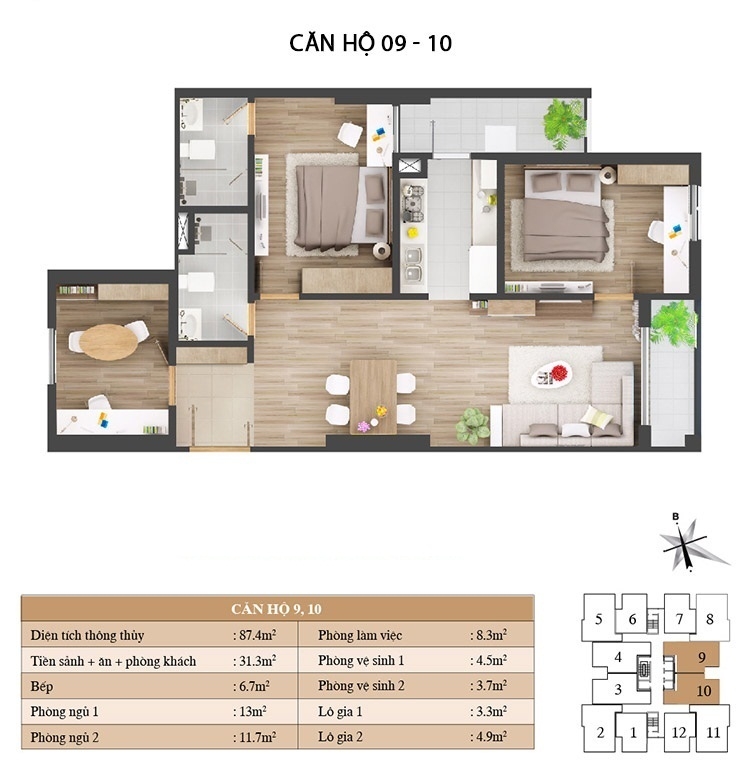 CĂN HỘ 09 - 10
B
CĂN HỘ 9, 10
Diện tích thông thủy : 87.4m² Phòng làm việc : 8.3m²
Tiền sảnh + ăn + phòng khách : 31.3m² Phòng vệ sinh 1 : 4.5m²
Bếp : 6.7m² Phòng vệ sinh 2 : 3.7m²
Phòng ngủ 1 : 13m² Lô gia 1 : 3.3m²
Phòng ngủ 2 : 11.7m² Lô gia 2 : 4.9m²
5 6 7 8
4 9
3 10
2 1 12 11